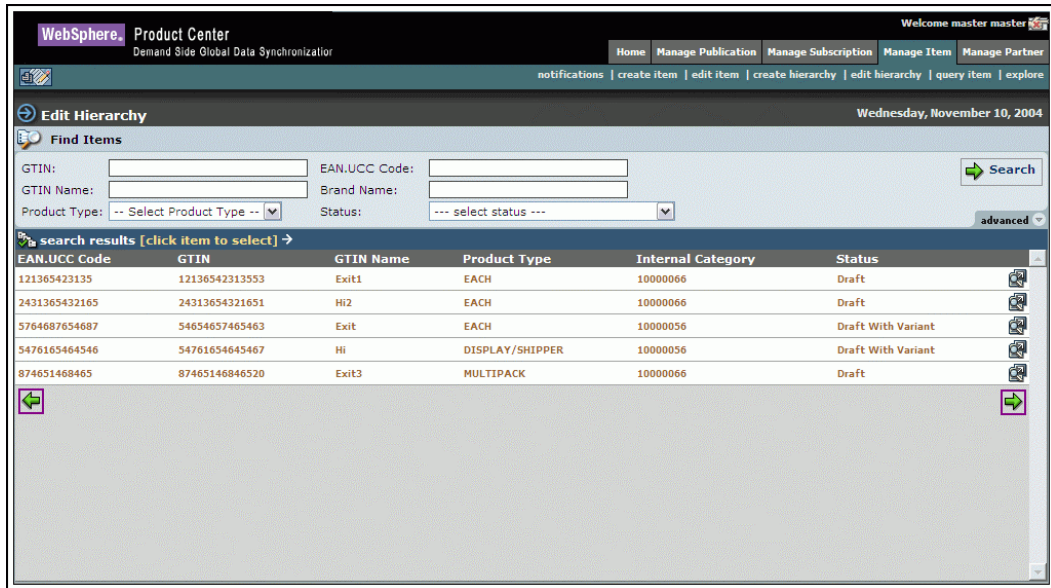 WebSphere. Product Center
Demand Side Global Data Synchronization
Welcome master master
Home Manage Publication Manage Subscription Manage Item Manage Partner
notifications | create item | edit item | create hierarchy | edit hierarchy | query item | explore
Edit Hierarchy Wednesday, November 10, 2004
Find Items
GTIN: EAN.UCC Code: Search
GTIN Name: Brand Name:
Product Type: -- Select Product Type -- Status: --- select status ---
advanced
search results [click item to select]
EAN.UCC Code GTIN GTIN Name Product Type Internal Category Status
121365423135 12136542313553 Exit1 EACH 10000066 Draft
2431365432165 24313654321651 Hi2 EACH 10000066 Draft
5764687654687 54654657465463 Exit EACH 10000056 Draft With Variant
5476165464546 54761654645467 Hi DISPLAY/SHIPPER 10000056 Draft With Variant
874651468465 87465146846520 Exit3 MULTIPACK 10000066 Draft